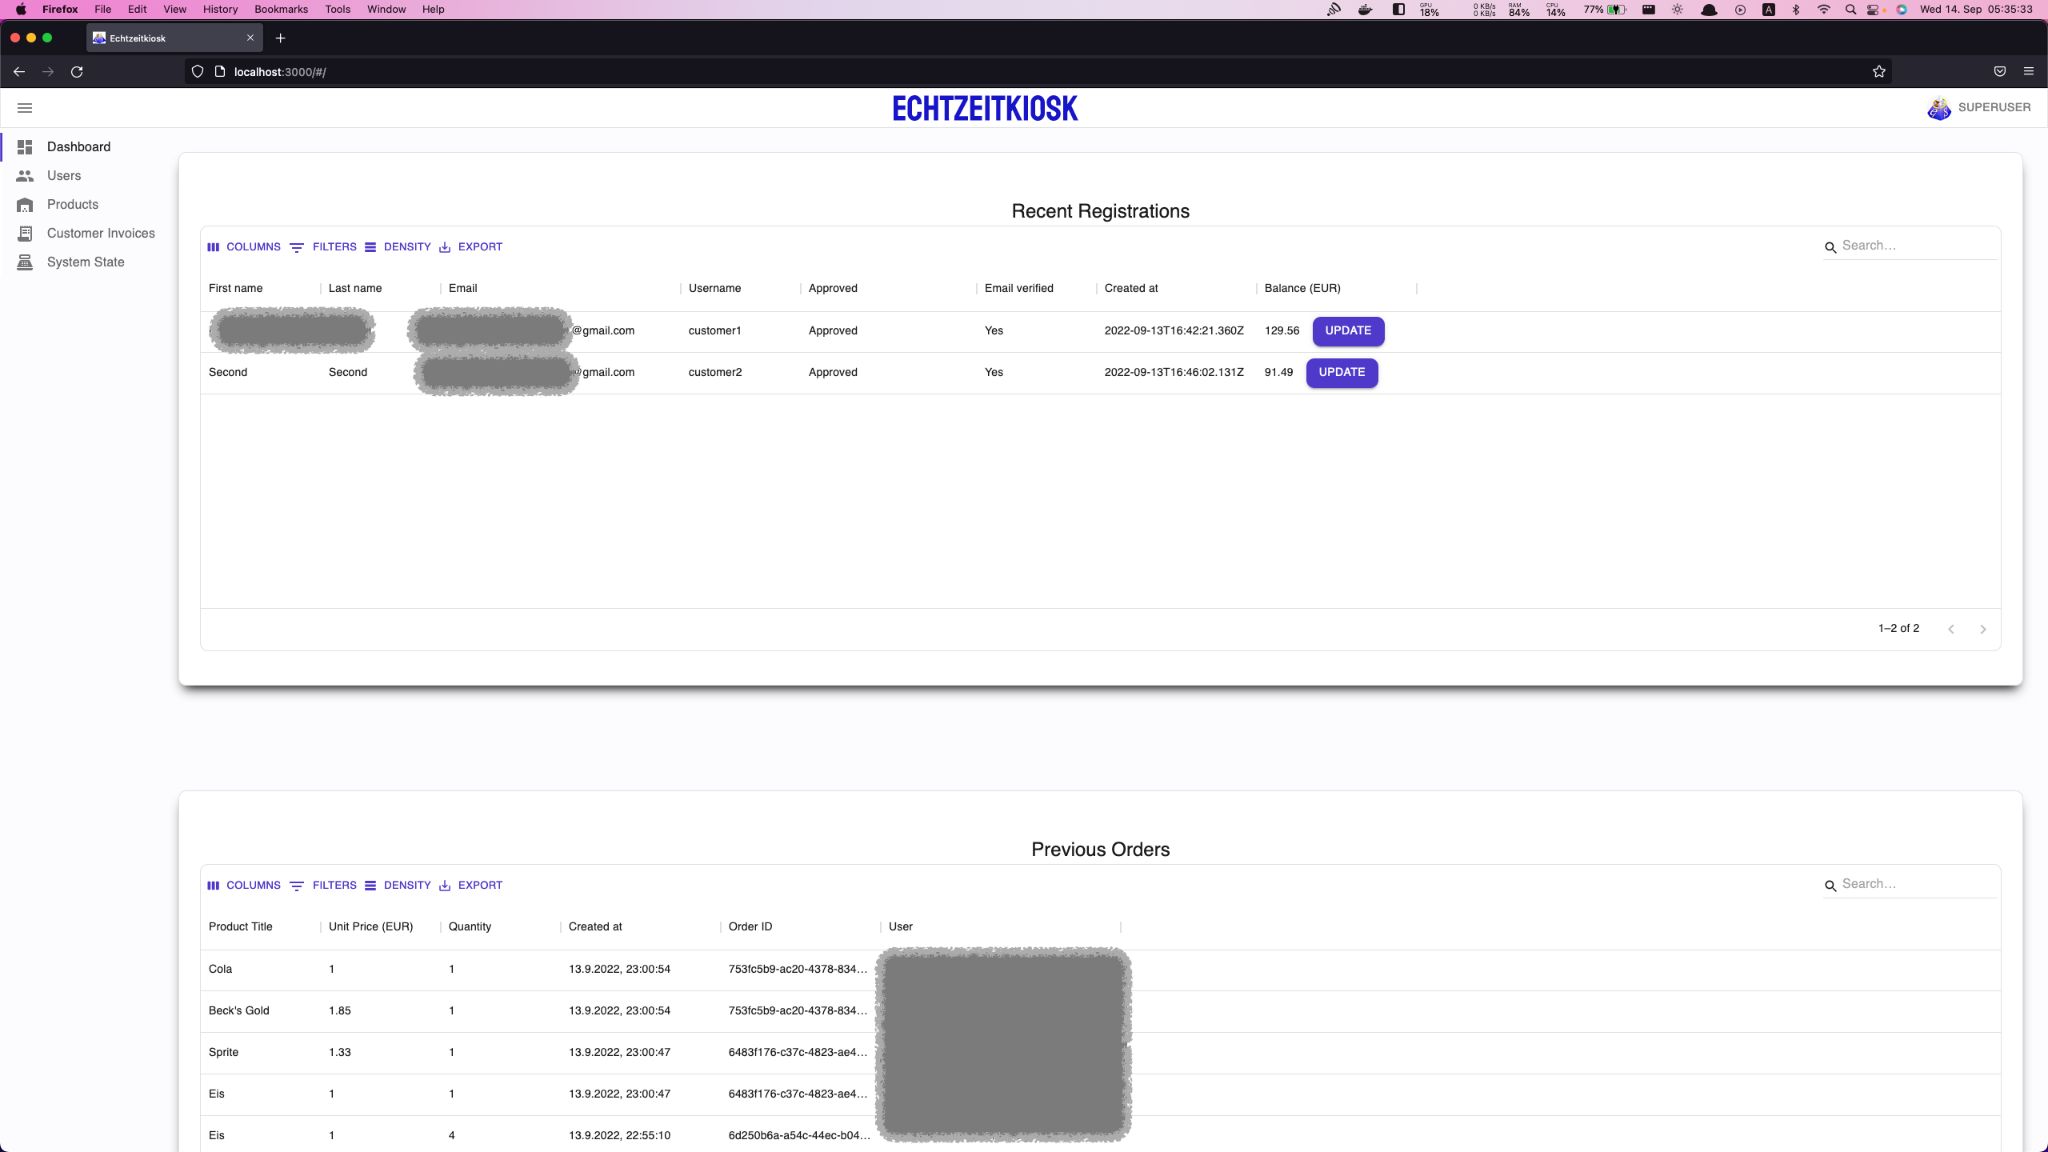 Firefox File Edit View History Bookmarks Tools Window Help GPU 18% 0 KB/s 0 KB/s RAM 84% CPU 14% 77% A Wed 14. Sep 05:35:33
Echtzeitkiosk
localhost:3000/#/
ECHTZEITKIOSK
SUPERUSER
Dashboard
Users
Products
Customer Invoices
System State
Recent Registrations
COLUMNS FILTERS DENSITY EXPORT Search…
First name Last name Email Username Approved Email verified Created at Balance (EUR)
@gmail.com customer1 Approved Yes 2022-09-13T16:42:21.360Z 129.56 UPDATE
Second Second @gmail.com customer2 Approved Yes 2022-09-13T16:46:02.131Z 91.49 UPDATE
1–2 of 2
Previous Orders
COLUMNS FILTERS DENSITY EXPORT Search…
Product Title Unit Price (EUR) Quantity Created at Order ID User
Cola 1 1 13.9.2022, 23:00:54 753fc5b9-ac20-4378-834…
Beck's Gold 1.85 1 13.9.2022, 23:00:54 753fc5b9-ac20-4378-834…
Sprite 1.33 1 13.9.2022, 23:00:47 6483f176-c37c-4823-ae4…
Eis 1 1 13.9.2022, 23:00:47 6483f176-c37c-4823-ae4…
Eis 1 4 13.9.2022, 22:55:10 6d250b6a-a54c-44ec-b04…